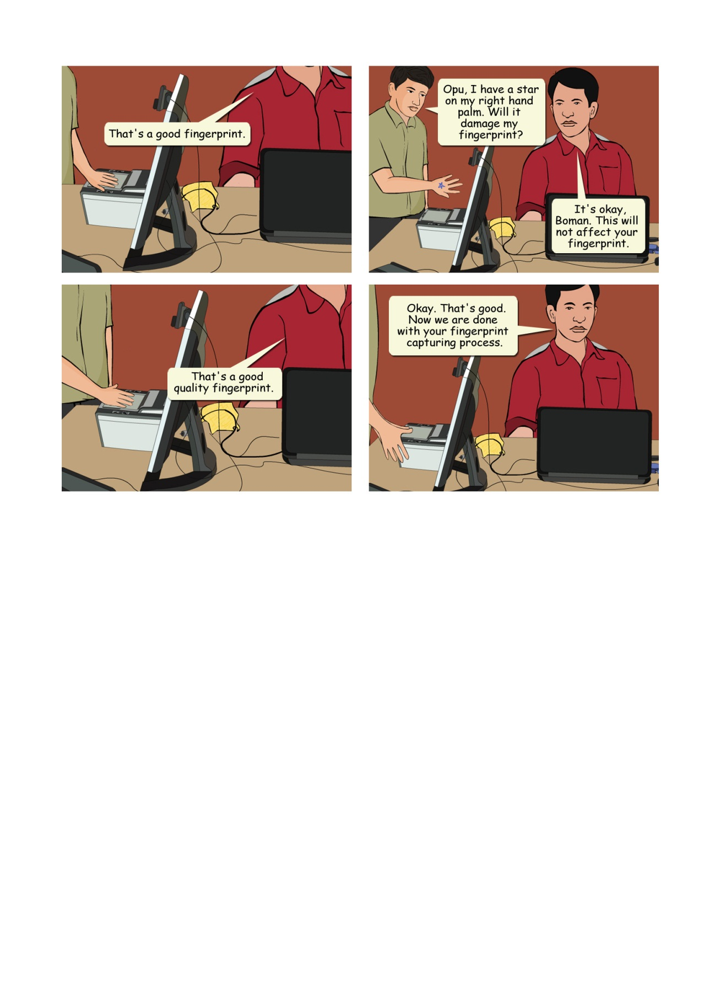 That's a good fingerprint.
Opu, I have a star
on my right hand
palm. Will it
damage my
fingerprint?
It's okay,
Boman. This will
not affect your
fingerprint.
That's a good
quality fingerprint.
Okay. That's good.
Now we are done
with your fingerprint
capturing process.